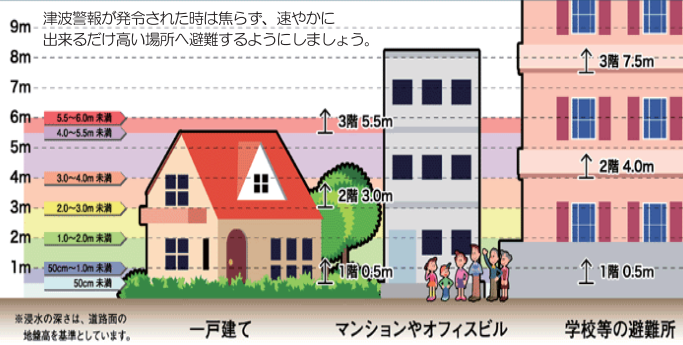 津波警報が発令された時は焦らず、速やかに
出来るだけ高い場所へ避難するようにしましょう。
9m
8m
7m
6m
5m
4m
3m
2m
1m
5.5〜6.0m 未満
4.0〜5.5m 未満
3.0〜4.0m 未満
2.0〜3.0m 未満
1.0〜2.0m 未満
50cm〜1.0m 未満
50cm 未満
3階 5.5m
2階 3.0m
1階 0.5m
3階 7.5m
2階 4.0m
1階 0.5m
※浸水の深さは、道路面の
地盤高を基準としています。
一戸建て
マンションやオフィスビル
学校等の避難所